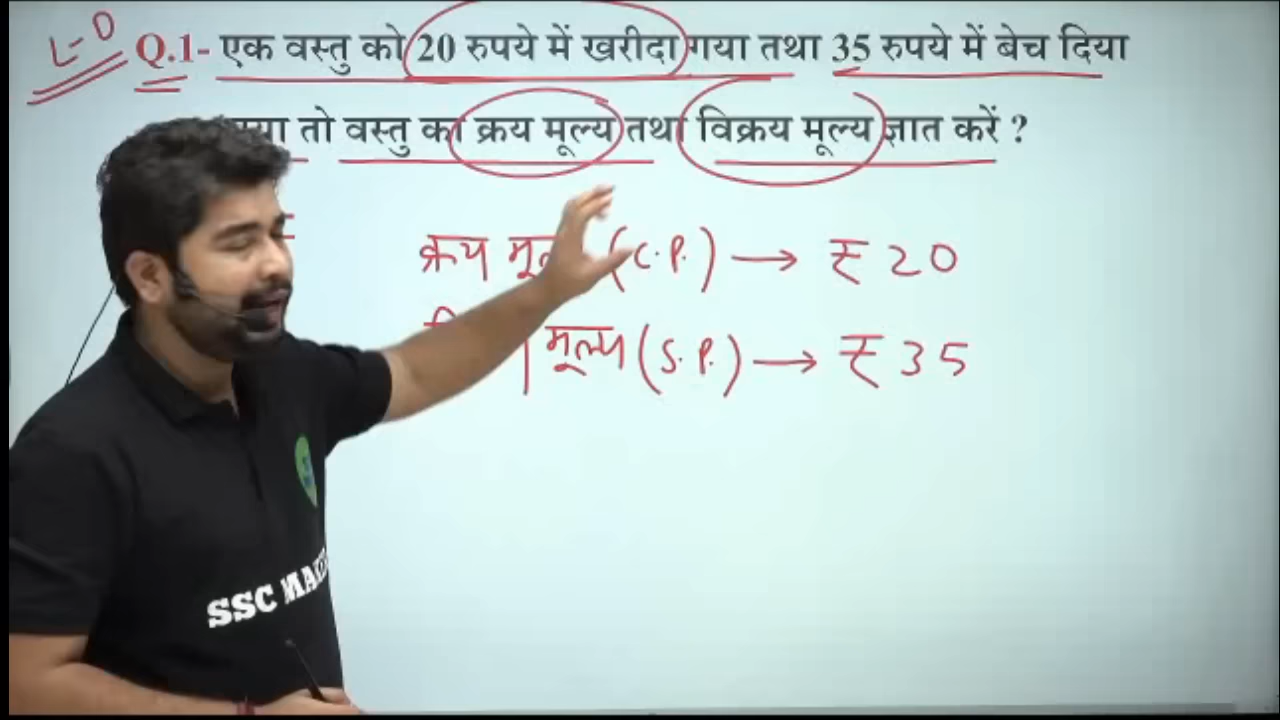 L-0
Q.1- एक वस्तु को 20 रुपये में खरीदा गया तथा 35 रुपये में बेच दिया
तो वस्तु का क्रय मूल्य तथा विक्रय मूल्य ज्ञात करें ?
क्रय (C.P.) → ₹ 20
मूल्य (S.P.) → ₹ 35
SSC